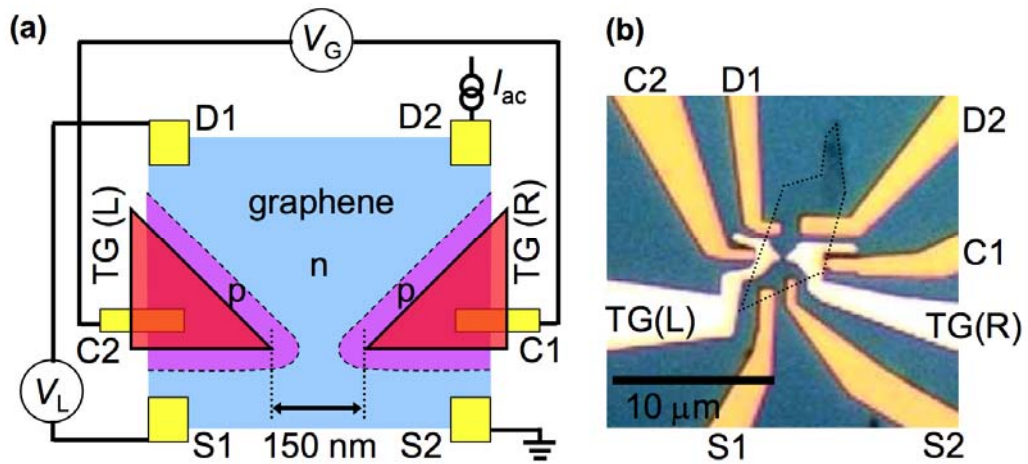 (a)
V_G
I_ac
D1
D2
TG (L)
graphene
TG (R)
n
p
p
C2
C1
V_L
S1
150 nm
S2
(b)
C2
D1
D2
C1
TG(L)
TG(R)
10 μm
S1
S2